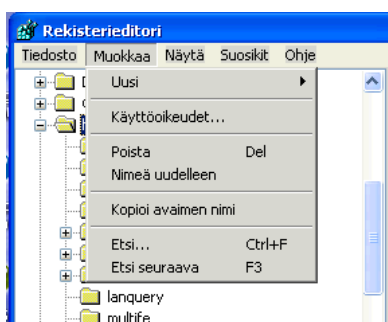 Rekisterieditori
Tiedosto Muokkaa Näytä Suosikit Ohje
Uusi
Käyttöoikeudet...
Poista Del
Nimeä uudelleen
Kopioi avaimen nimi
Etsi... Ctrl+F
Etsi seuraava F3
lanquery
multife